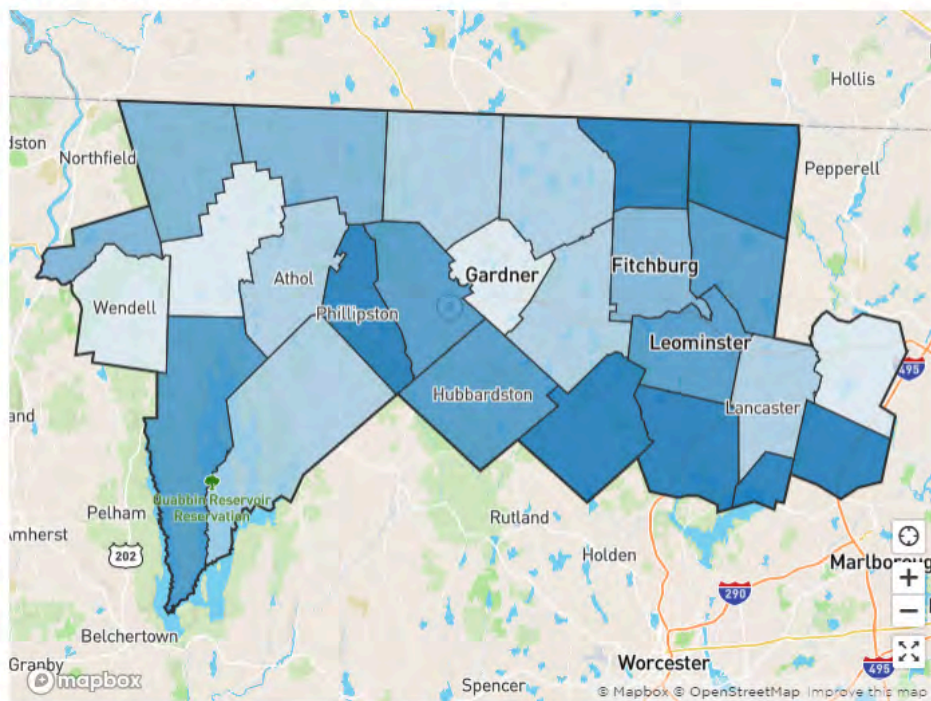 Hollis
dston
Northfield
Pepperell
Athol
Gardner
Fitchburg
Wendell
Phillipston
Leominster
495
Hubbardston
Lancaster
and
Quabbin Reservoir
Reservation
Pelham
Rutland
Amherst
202
Holden
Marlboroug
290
Belchertown
Granby
Worcester
495
mapbox
Spencer
© Mapbox © OpenStreetMap Improve this map